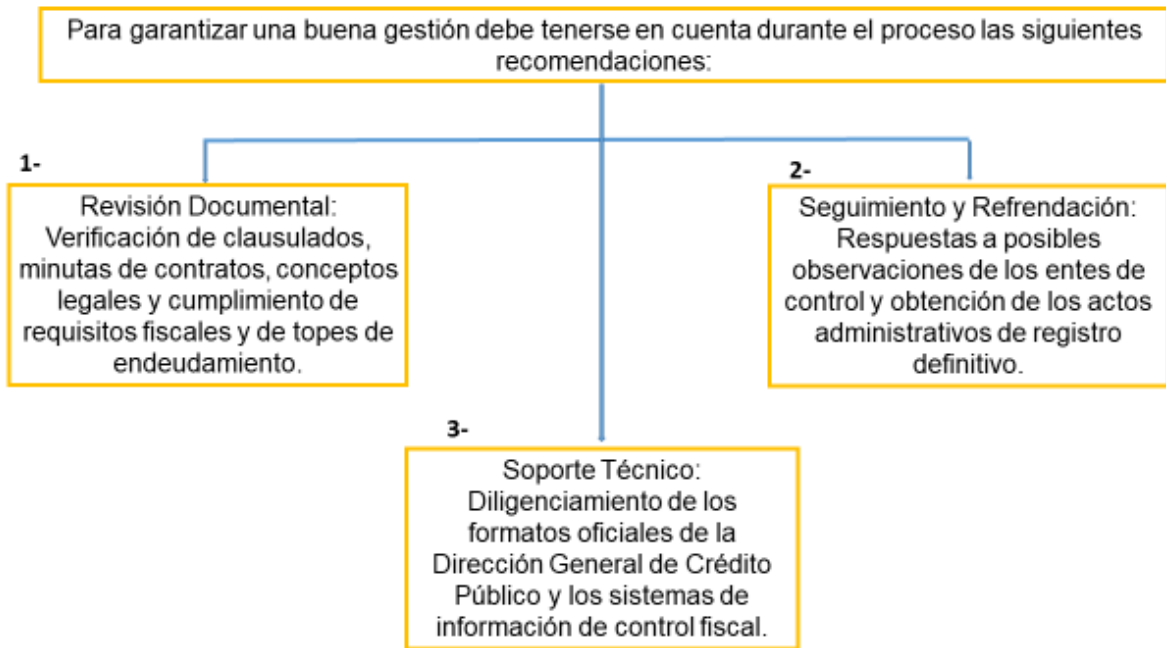 Para garantizar una buena gestión debe tenerse en cuenta durante el proceso las siguientes
recomendaciones:
1-
Revisión Documental:
Verificación de clausulados,
minutas de contratos, conceptos
legales y cumplimiento de
requisitos fiscales y de topes de
endeudamiento.
2-
Seguimiento y Refrendación:
Respuestas a posibles
observaciones de los entes de
control y obtención de los actos
administrativos de registro
definitivo.
3-
Soporte Técnico:
Diligenciamiento de los
formatos oficiales de la
Dirección General de Crédito
Público y los sistemas de
información de control fiscal.